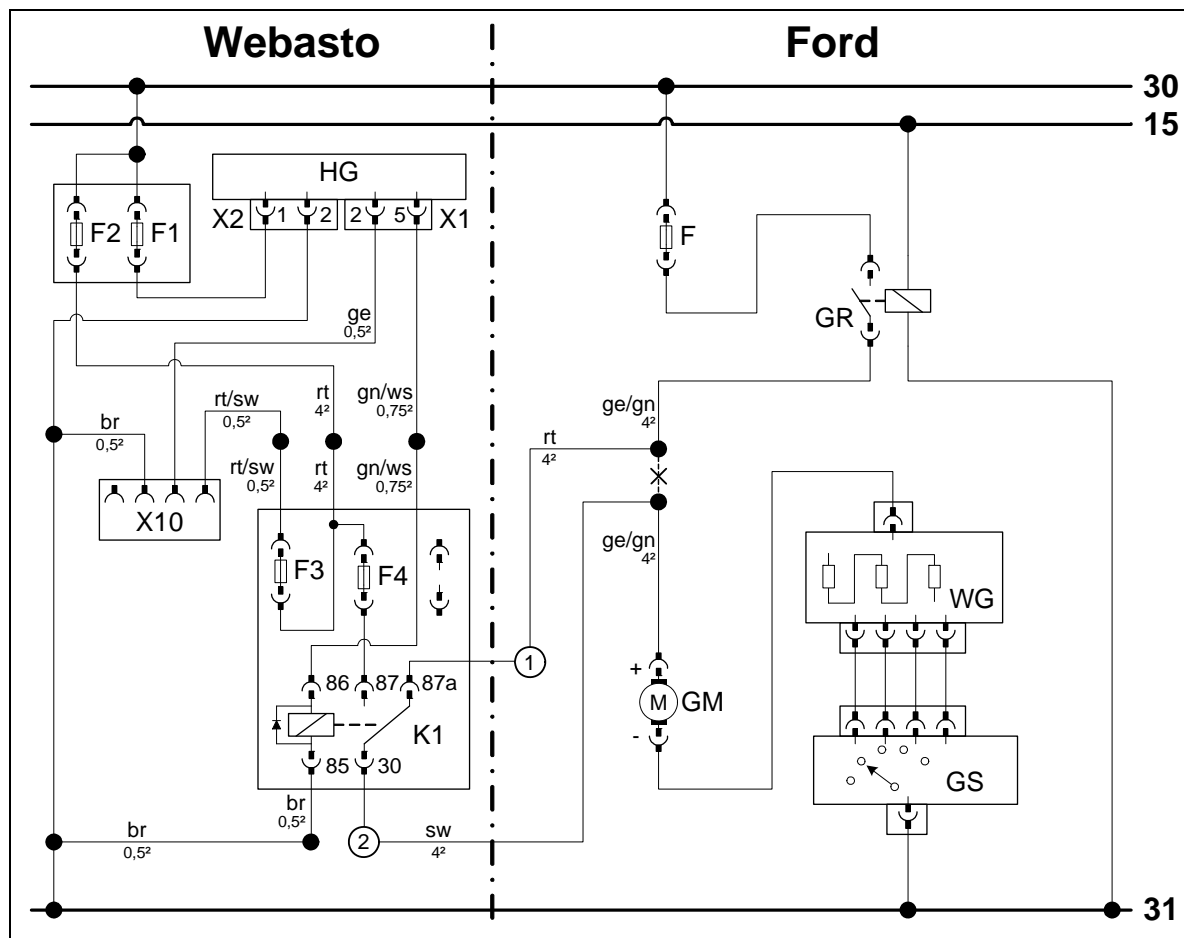 Webasto
Ford
30
15
HG
X2 1 2 2 5 X1
F2 F1
F
ge
0,5²
GR
rt/sw
0,5²
rt
4²
gn/ws
0,75²
ge/gn
4²
br
0,5²
rt
4²
rt/sw
0,5²
rt
4²
gn/ws
0,75²
X10
ge/gn
4²
F3
F4
WG
1
86 87 87a
+
M
GM
-
K1
85 30
GS
br
0,5²
br
0,5²
2
sw
4²
31